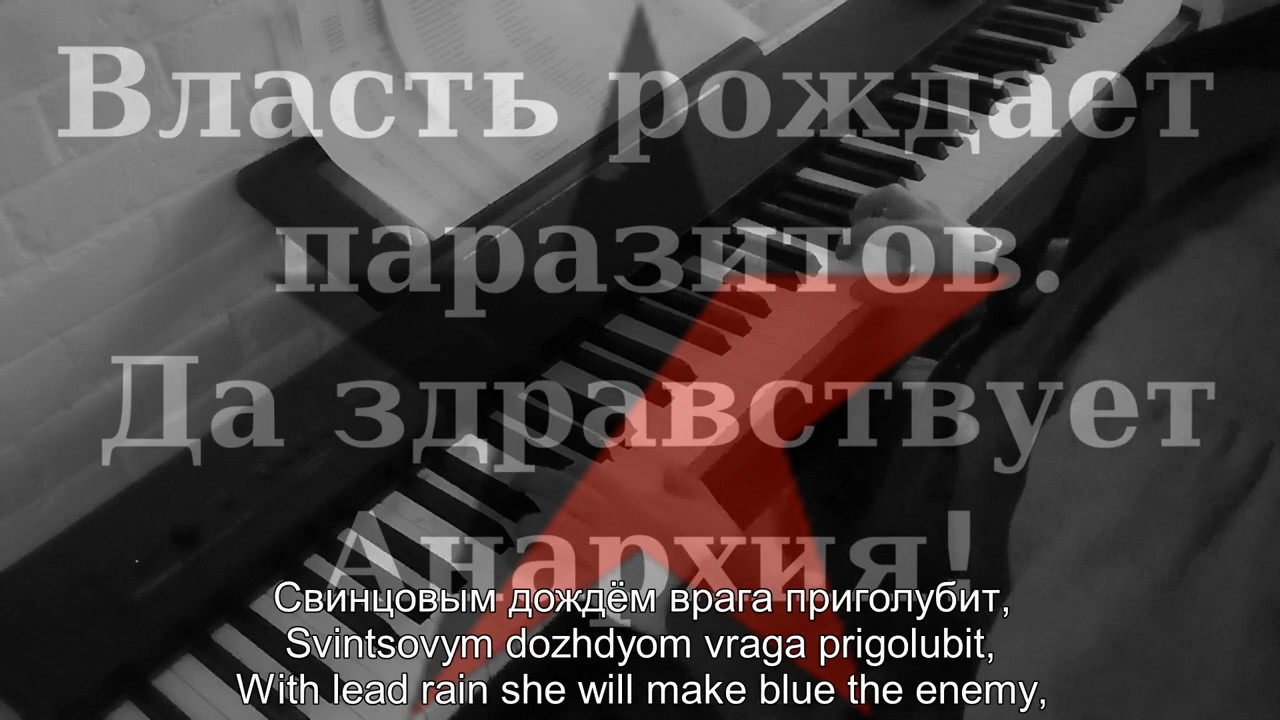 Власть рождает
паразитов.
Да здравствует
Анархия!
Свинцовым дождём врага приголубит,
Svintsovym dozhdyom vraga prigolubit,
With lead rain she will make blue the enemy,